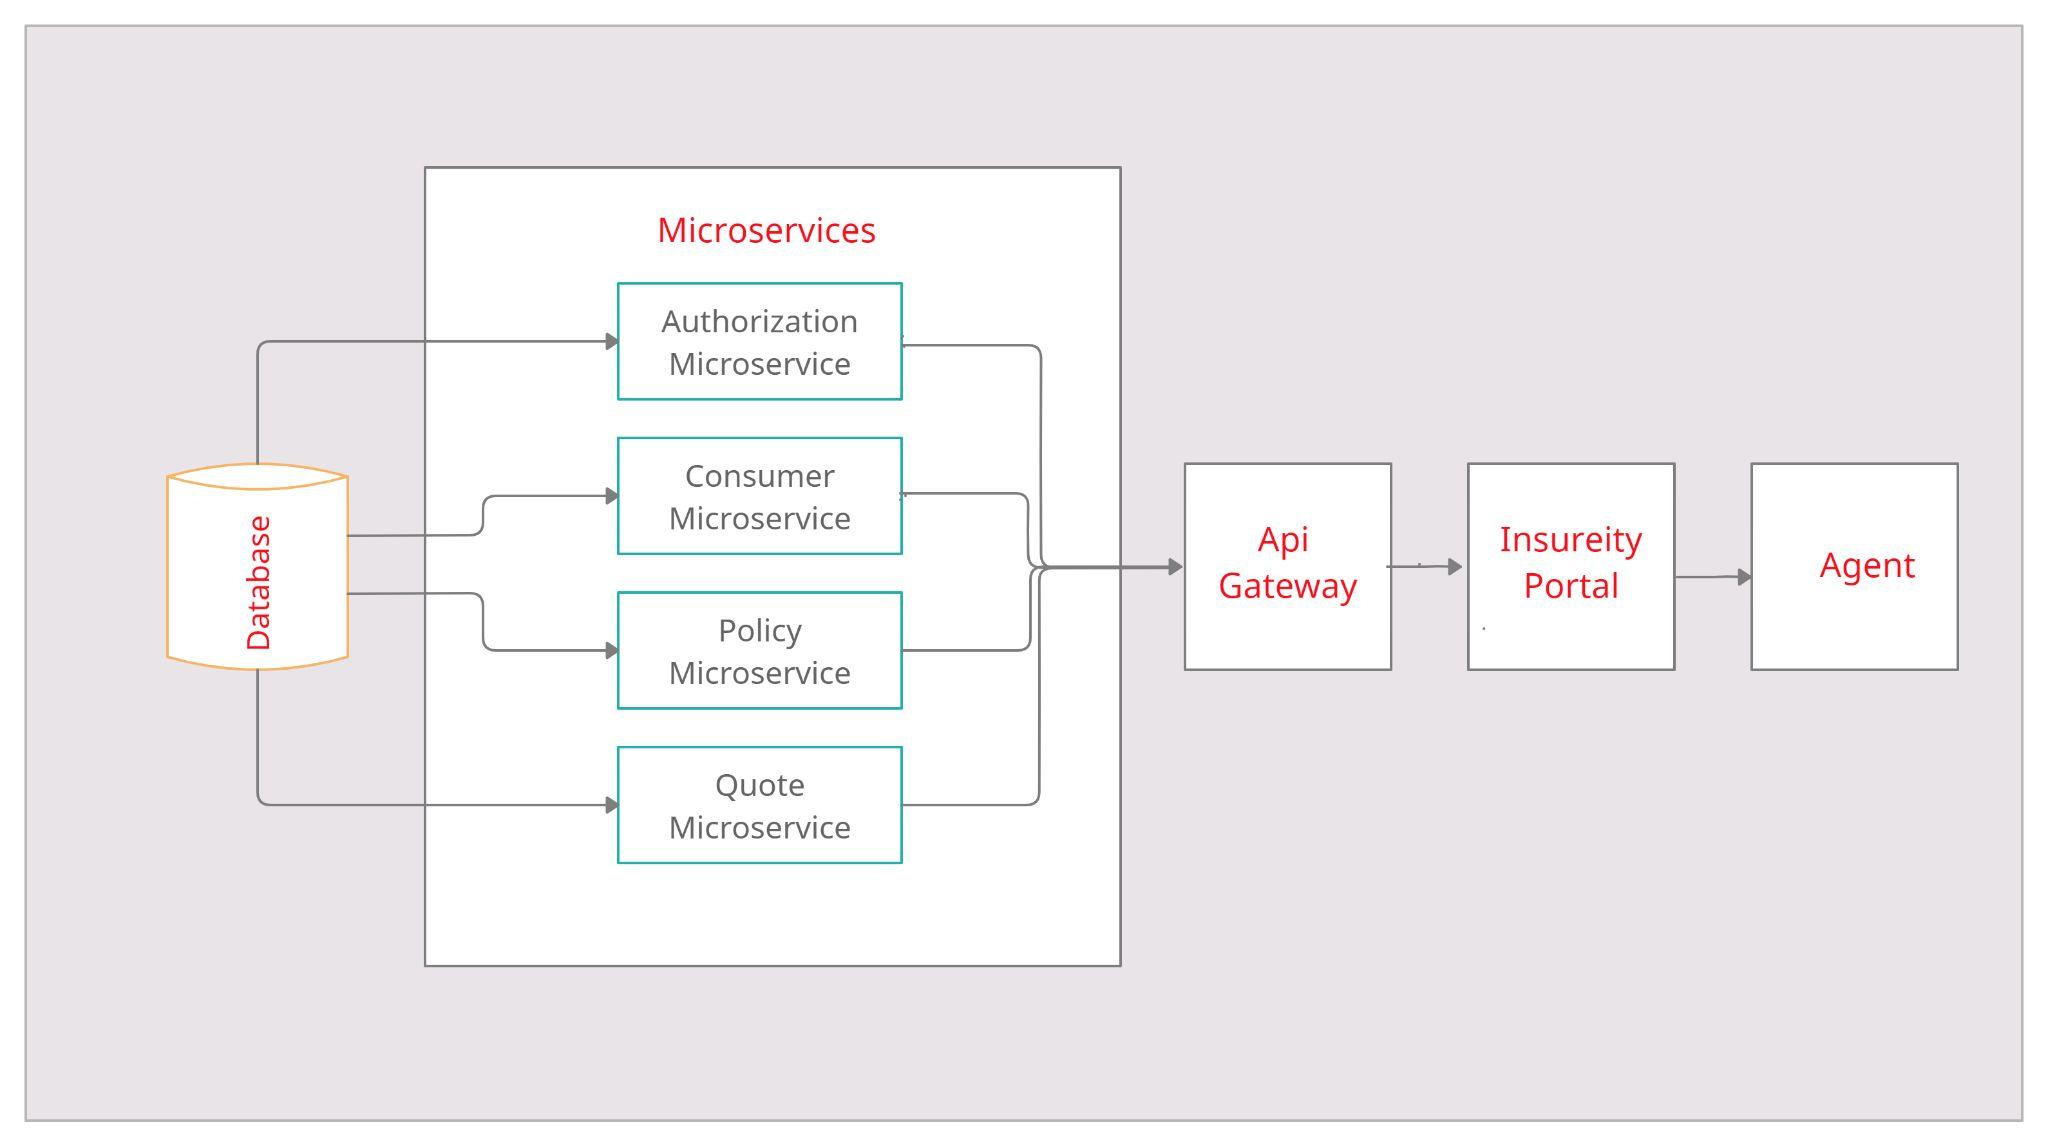 Microservices
Authorization
Microservice
Consumer
Microservice
Policy
Microservice
Quote
Microservice
Database
Api
Gateway
Insureity
Portal
Agent